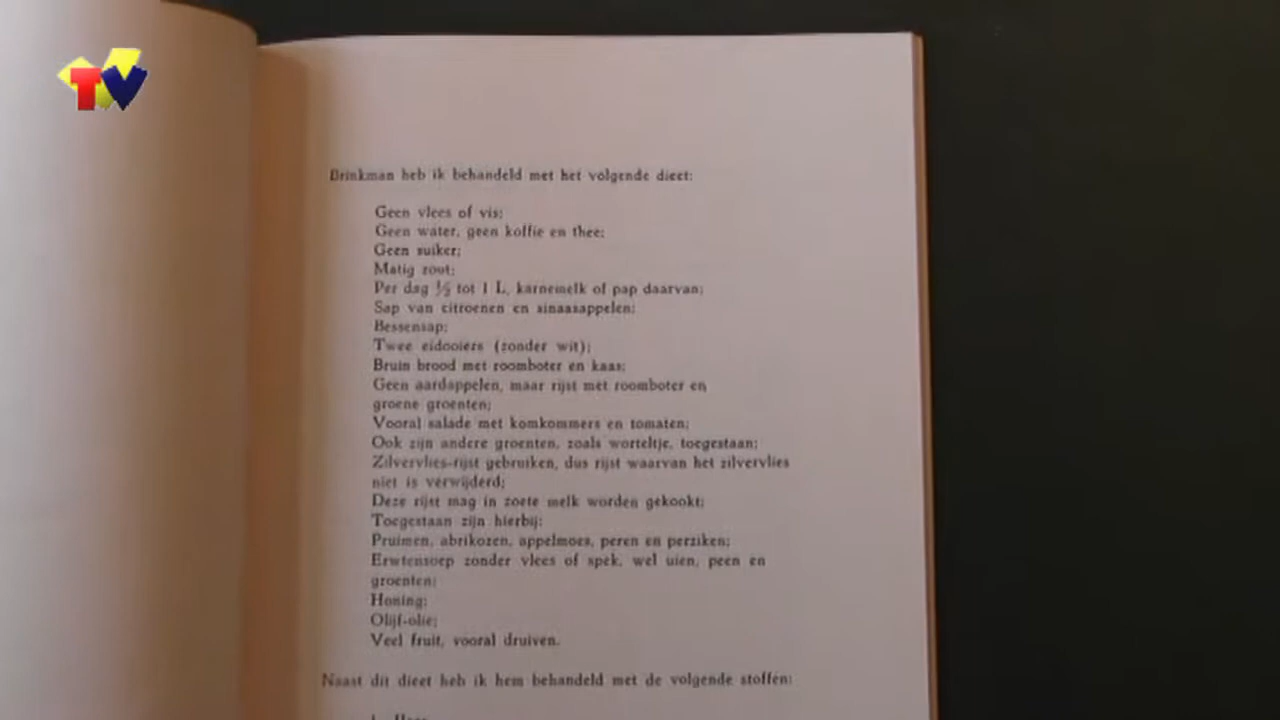 TV
Brinkman heb ik behandeld met het volgende dieet:
Geen vlees of vis;
Geen water, geen koffie en thee;
Geen suiker;
Matig zout;
Per dag ½ tot 1 L. karnemelk of pap daarvan;
Sap van citroenen en sinaasappelen;
Bessensap;
Twee eidooiers (zonder wit);
Bruin brood met roomboter en kaas;
Geen aardappelen, maar rijst met roomboter en
groene groenten;
Vooral salade met komkommers en tomaten;
Ook zijn andere groenten, zoals worteltje, toegestaan;
Zilvervlies-rijst gebruiken, dus rijst waarvan het zilvervlies
niet is verwijderd;
Deze rijst mag in zoete melk worden gekookt;
Toegestaan zijn hierbij:
Pruimen, abrikozen, appelmoes, peren en perziken;
Erwtensoep zonder vlees of spek, wel uien, peen en
groenten;
Honing;
Olijf-olie;
Veel fruit, vooral druiven.
Naast dit dieet heb ik hem behandeld met de volgende stoffen: